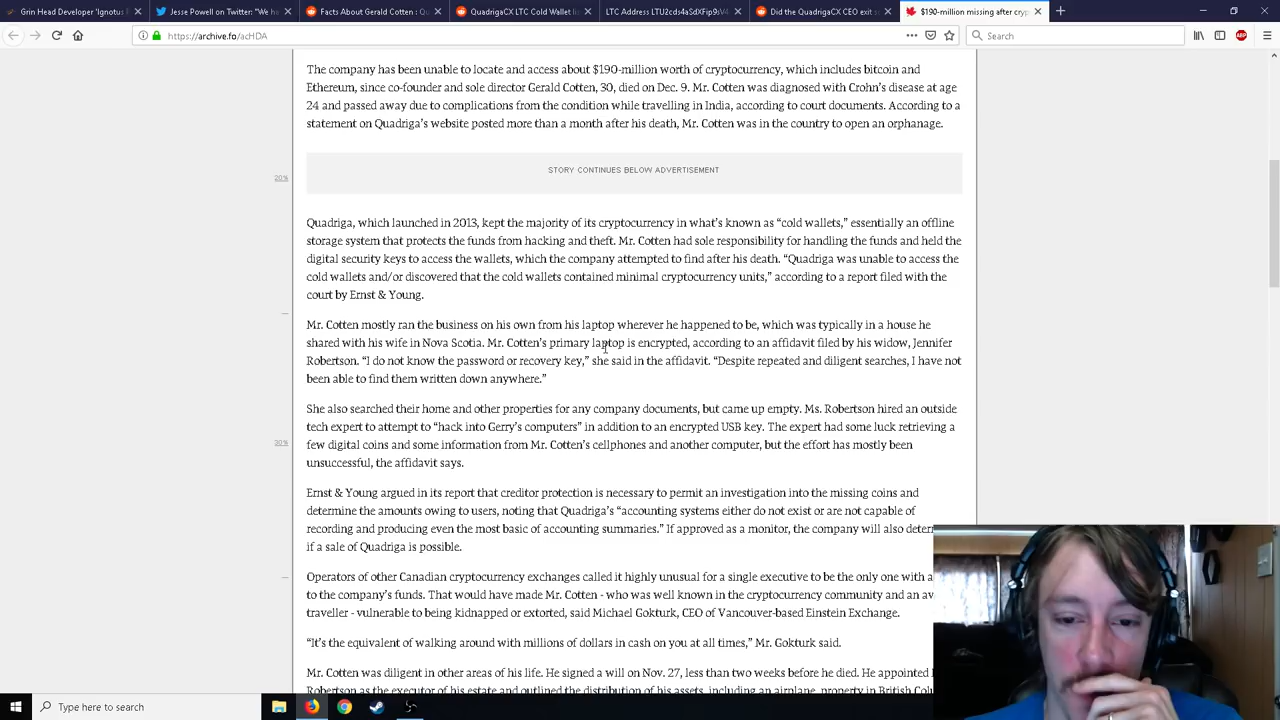 Grin Head Developer 'Ignotus
Jesse Powell on Twitter: "We ha
Facts About Gerald Cotten : Qu
QuadrigaCX LTC Cold Wallet li
LTC Address LTU2cds4aSdXFip9sV4
Did the QuadrigaCX CEO exit s
$190-million missing after cryp
https://archive.fo/acHDA
Search
The company has been unable to locate and access about $190-million worth of cryptocurrency, which includes bitcoin and
Ethereum, since co-founder and sole director Gerald Cotten, 30, died on Dec. 9. Mr. Cotten was diagnosed with Crohn's disease at age
24 and passed away due to complications from the condition while travelling in India, according to court documents. According to a
statement on Quadriga's website posted more than a month after his death, Mr. Cotten was in the country to open an orphanage.
STORY CONTINUES BELOW ADVERTISEMENT
20%
Quadriga, which launched in 2013, kept the majority of its cryptocurrency in what's known as “cold wallets,” essentially an offline
storage system that protects the funds from hacking and theft. Mr. Cotten had sole responsibility for handling the funds and held the
digital security keys to access the wallets, which the company attempted to find after his death. “Quadriga was unable to access the
cold wallets and/or discovered that the cold wallets contained minimal cryptocurrency units,” according to a report filed with the
court by Ernst & Young.
Mr. Cotten mostly ran the business on his own from his laptop wherever he happened to be, which was typically in a house he
shared with his wife in Nova Scotia. Mr. Cotten's primary laptop is encrypted, according to an affidavit filed by his widow, Jennifer
Robertson. “I do not know the password or recovery key,” she said in the affidavit. “Despite repeated and diligent searches, I have not
been able to find them written down anywhere.”
She also searched their home and other properties for any company documents, but came up empty. Ms. Robertson hired an outside
tech expert to attempt to “hack into Gerry's computers” in addition to an encrypted USB key. The expert had some luck retrieving a
30%
few digital coins and some information from Mr. Cotten's cellphones and another computer, but the effort has mostly been
unsuccessful, the affidavit says.
Ernst & Young argued in its report that creditor protection is necessary to permit an investigation into the missing coins and
determine the amounts owing to users, noting that Quadriga's “accounting systems either do not exist or are not capable of
recording and producing even the most basic of accounting summaries.” If approved as a monitor, the company will also deter
if a sale of Quadriga is possible.
Operators of other Canadian cryptocurrency exchanges called it highly unusual for a single executive to be the only one with a
to the company's funds. That would have made Mr. Cotten - who was well known in the cryptocurrency community and an av
traveller - vulnerable to being kidnapped or extorted, said Michael Gokturk, CEO of Vancouver-based Einstein Exchange.
“It's the equivalent of walking around with millions of dollars in cash on you at all times,” Mr. Gokturk said.
Mr. Cotten was diligent in other areas of his life. He signed a will on Nov. 27, less than two weeks before he died. He appointed
Robertson as the executor of his estate and outlined the distribution of his assets, including an airplane, property in British Colu
Type here to search